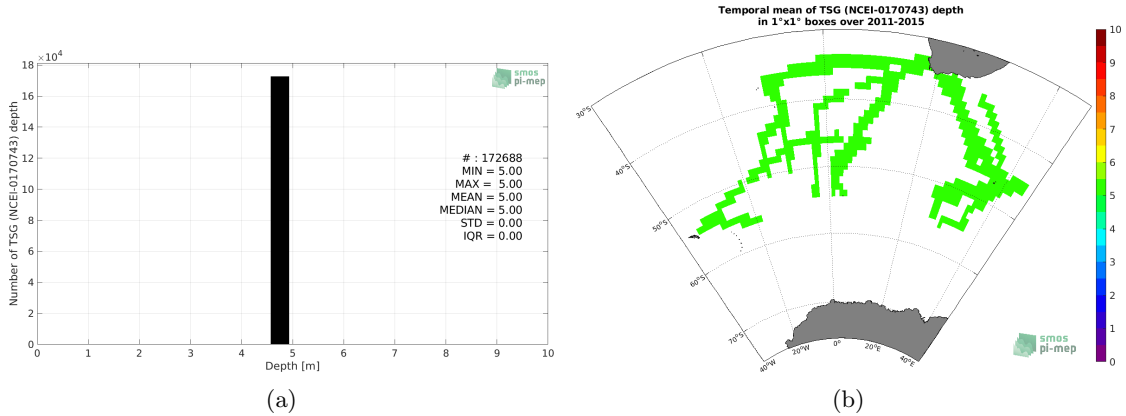 ×10⁴
18
16
14
12
10
8
6
4
2
0
Number of TSG (NCEI-0170743) depth
smos
pi-mep
# : 172688
MIN = 5.00
MAX = 5.00
MEAN = 5.00
MEDIAN = 5.00
STD = 0.00
IQR = 0.00
0 1 2 3 4 5 6 7 8 9 10
Depth [m]
(a)
Temporal mean of TSG (NCEI-0170743) depth
in 1°x1° boxes over 2011-2015
30°S
40°S
50°S
60°S
70°S
40°W
20°W
0°
20°E
40°E
smos
pi-mep
10
9
8
7
6
5
4
3
2
1
0
(b)